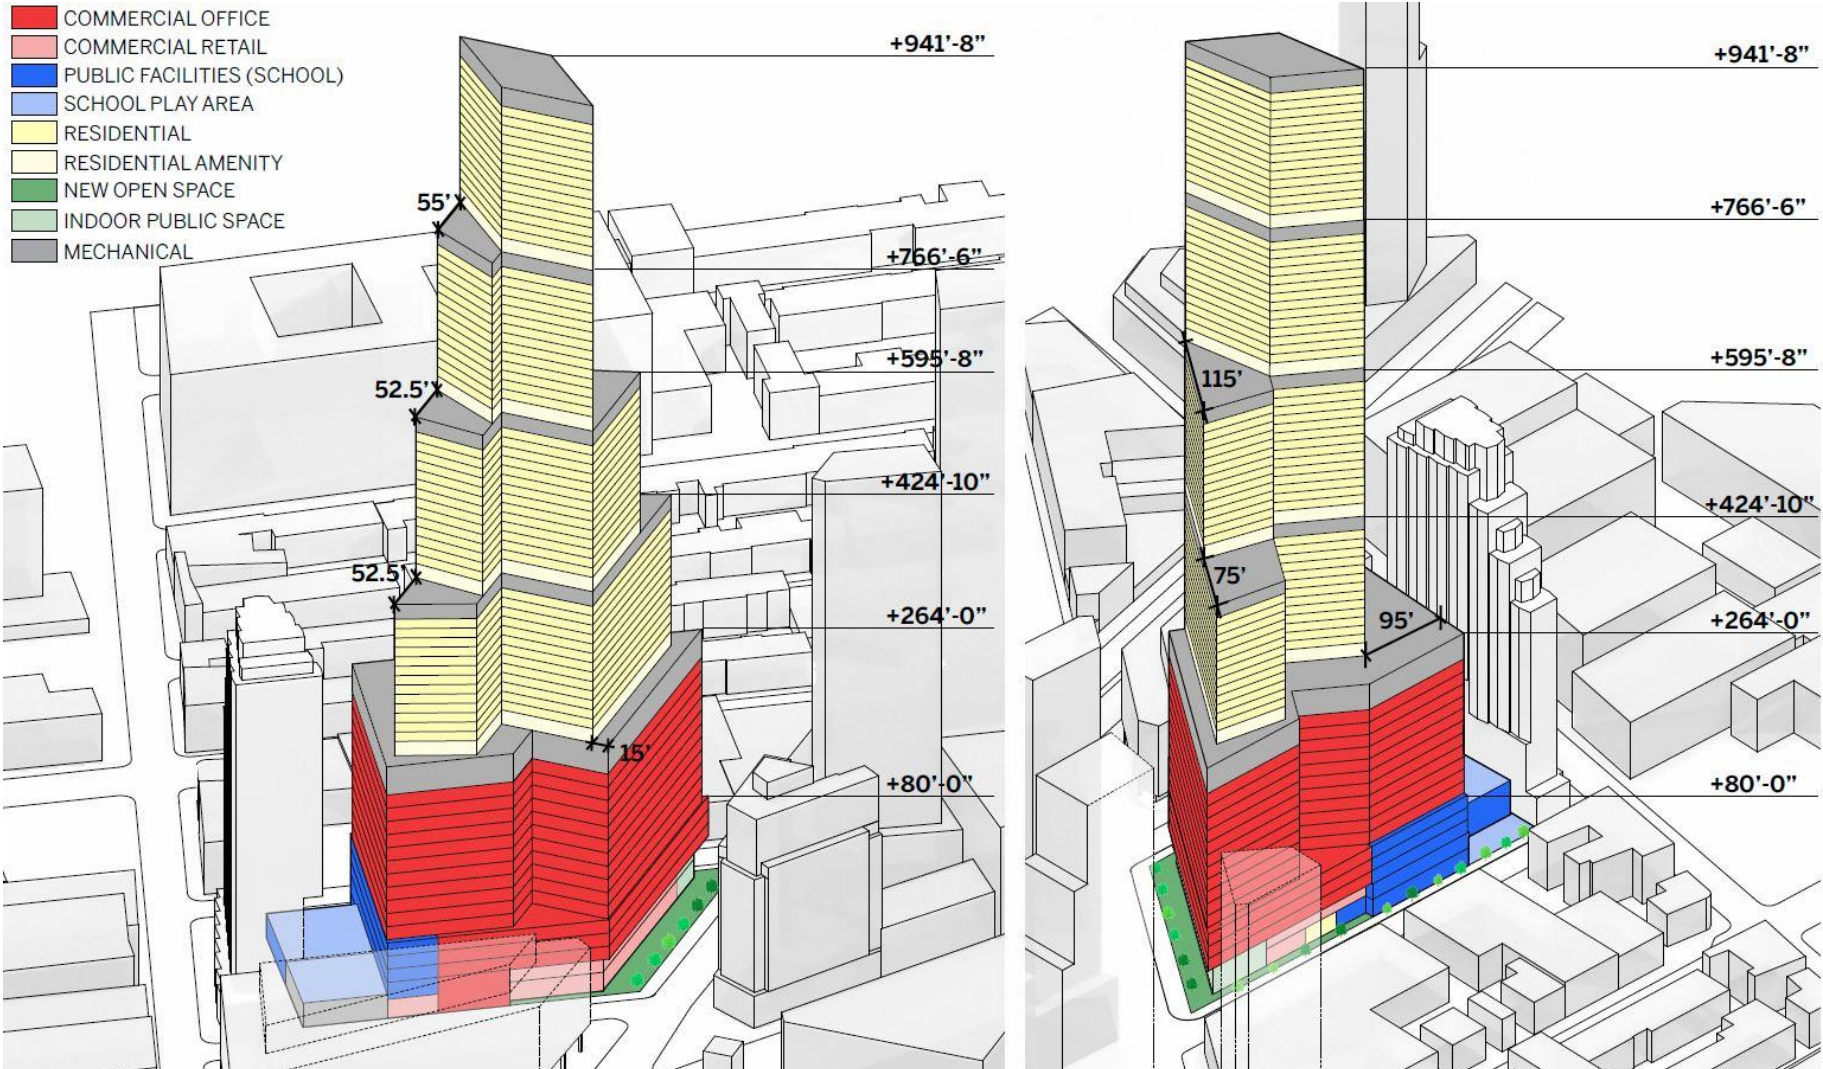 COMMERCIAL OFFICE
COMMERCIAL RETAIL
PUBLIC FACILITIES (SCHOOL)
SCHOOL PLAY AREA
RESIDENTIAL
RESIDENTIAL AMENITY
NEW OPEN SPACE
INDOOR PUBLIC SPACE
MECHANICAL
+941'-8”
55'
+766'-6”
+595'-8”
52.5'
+424'-10”
52.5'
+264'-0”
15'
+80'-0”
+941'-8”
+766'-6”
+595'-8”
115'
+424'-10”
75'
95'
+264'-0”
+80'-0”